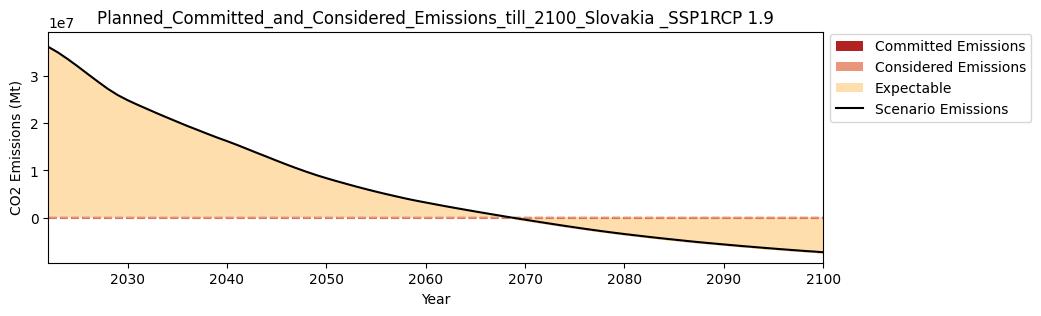 Planned_Committed_and_Considered_Emissions_till_2100_Slovakia _SSP1RCP 1.9
1e7
3
2
1
0
CO2 Emissions (Mt)
2030 2040 2050 2060 2070 2080 2090 2100
Year
Committed Emissions
Considered Emissions
Expectable
Scenario Emissions